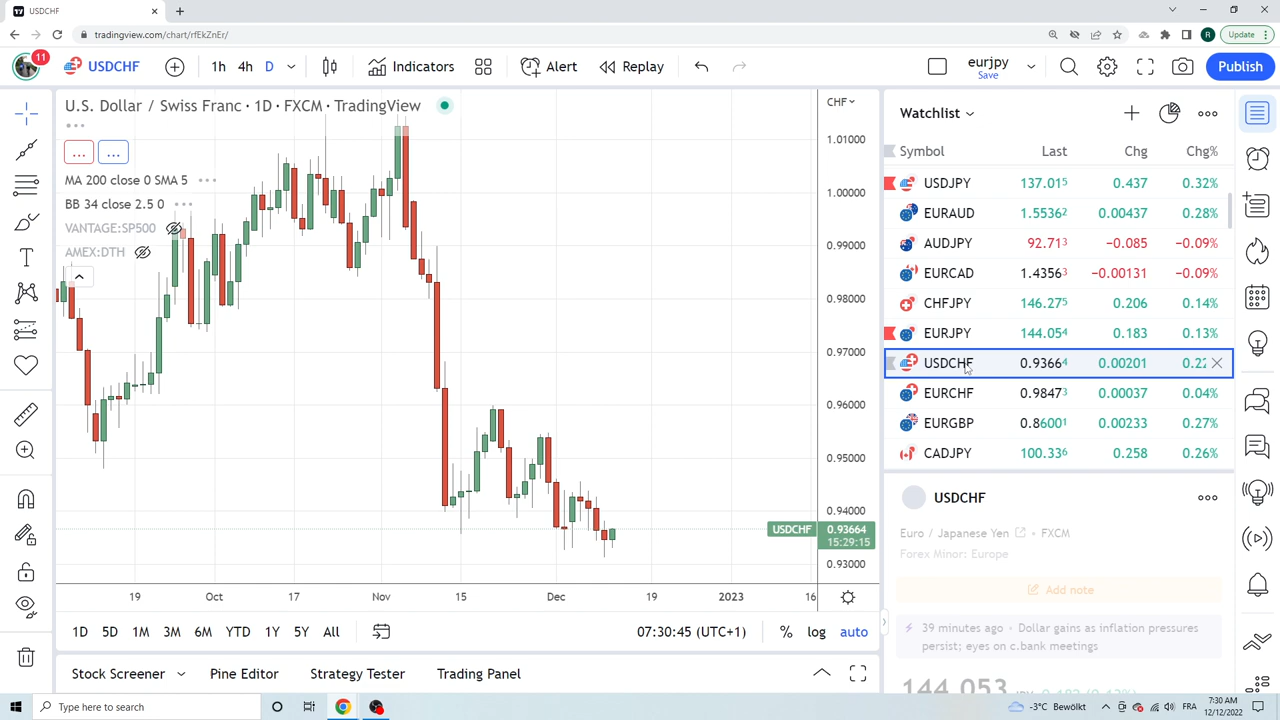 USDCHF
tradingview.com/chart/rfEkZnEr/
R
Update
11
USDCHF
1h 4h D
Indicators
Alert
Replay
eurjpy
Save
Publish
U.S. Dollar / Swiss Franc · 1D · FXCM · TradingView
CHF
... ...
MA 200 close 0 SMA 5
BB 34 close 2.5 0
VANTAGE:SP500
AMEX:DTH
1.01000
1.00000
0.99000
0.98000
0.97000
0.96000
0.95000
0.94000
USDCHF 0.93664
15:29:15
0.93000
19 Oct 17 Nov 15 Dec 19 2023 16
1D 5D 1M 3M 6M YTD 1Y 5Y All
07:30:45 (UTC+1)
% log auto
Stock Screener Pine Editor Strategy Tester Trading Panel
Watchlist
Symbol Last Chg Chg%
USDJPY 137.015 0.437 0.32%
EURAUD 1.55362 0.00437 0.28%
AUDJPY 92.713 −0.085 −0.09%
EURCAD 1.43563 −0.00131 −0.09%
CHFJPY 146.275 0.206 0.14%
EURJPY 144.054 0.183 0.13%
USDCHF 0.93664 0.00201 0.22
EURCHF 0.98473 0.00037 0.04%
EURGBP 0.86001 0.00233 0.27%
CADJPY 100.336 0.258 0.26%
USDCHF
Euro / Japanese Yen • FXCM
Forex Minor: Europe
Add note
39 minutes ago • Dollar gains as inflation pressures
persist; eyes on c.bank meetings
144.053
Type here to search
-3°C Bewölkt
FRA
7:30 AM
12/12/2022